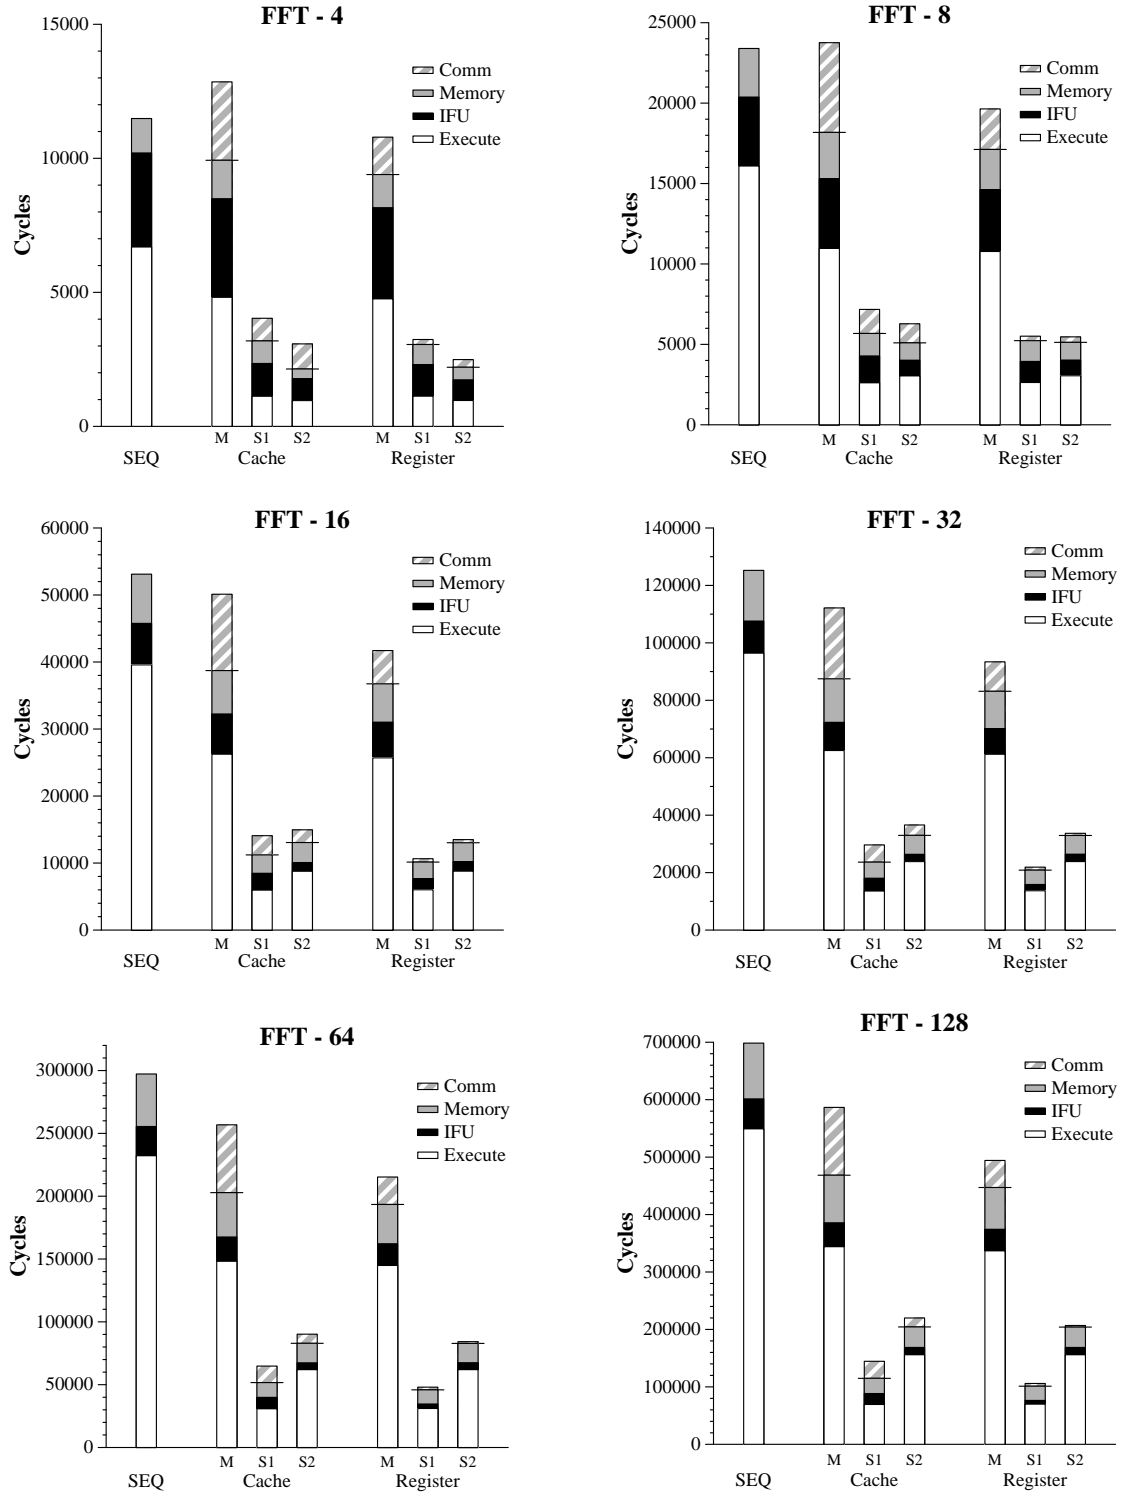 FFT - 4
15000
10000
5000
0
Cycles
Comm
Memory
IFU
Execute
M S1 S2 M S1 S2
SEQ Cache Register
FFT - 8
25000
20000
15000
10000
5000
0
Cycles
Comm
Memory
IFU
Execute
M S1 S2 M S1 S2
SEQ Cache Register
FFT - 16
60000
50000
40000
30000
20000
10000
0
Cycles
Comm
Memory
IFU
Execute
M S1 S2 M S1 S2
SEQ Cache Register
FFT - 32
140000
120000
100000
80000
60000
40000
20000
0
Cycles
Comm
Memory
IFU
Execute
M S1 S2 M S1 S2
SEQ Cache Register
FFT - 64
300000
250000
200000
150000
100000
50000
0
Cycles
Comm
Memory
IFU
Execute
M S1 S2 M S1 S2
SEQ Cache Register
FFT - 128
700000
600000
500000
400000
300000
200000
100000
0
Cycles
Comm
Memory
IFU
Execute
M S1 S2 M S1 S2
SEQ Cache Register